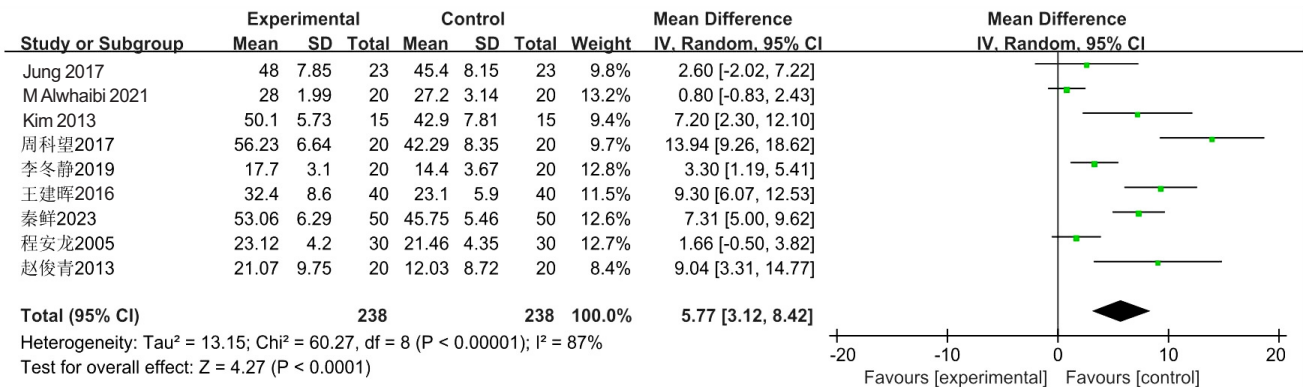 Experimental Control Mean Difference Mean Difference
Study or Subgroup Mean SD Total Mean SD Total Weight IV, Random, 95% CI IV, Random, 95% CI
Jung 2017 48 7.85 23 45.4 8.15 23 9.8% 2.60 [-2.02, 7.22]
M Alwhaibi 2021 28 1.99 20 27.2 3.14 20 13.2% 0.80 [-0.83, 2.43]
Kim 2013 50.1 5.73 15 42.9 7.81 15 9.4% 7.20 [2.30, 12.10]
周科望2017 56.23 6.64 20 42.29 8.35 20 9.7% 13.94 [9.26, 18.62]
李冬静2019 17.7 3.1 20 14.4 3.67 20 12.8% 3.30 [1.19, 5.41]
王建晖2016 32.4 8.6 40 23.1 5.9 40 11.5% 9.30 [6.07, 12.53]
秦鲜2023 53.06 6.29 50 45.75 5.46 50 12.6% 7.31 [5.00, 9.62]
程安龙2005 23.12 4.2 30 21.46 4.35 30 12.7% 1.66 [-0.50, 3.82]
赵俊青2013 21.07 9.75 20 12.03 8.72 20 8.4% 9.04 [3.31, 14.77]
Total (95% CI) 238 238 100.0% 5.77 [3.12, 8.42]
Heterogeneity: Tau² = 13.15; Chi² = 60.27, df = 8 (P < 0.00001); I² = 87%
Test for overall effect: Z = 4.27 (P < 0.0001)
-20 -10 0 10 20
Favours [experimental] Favours [control]